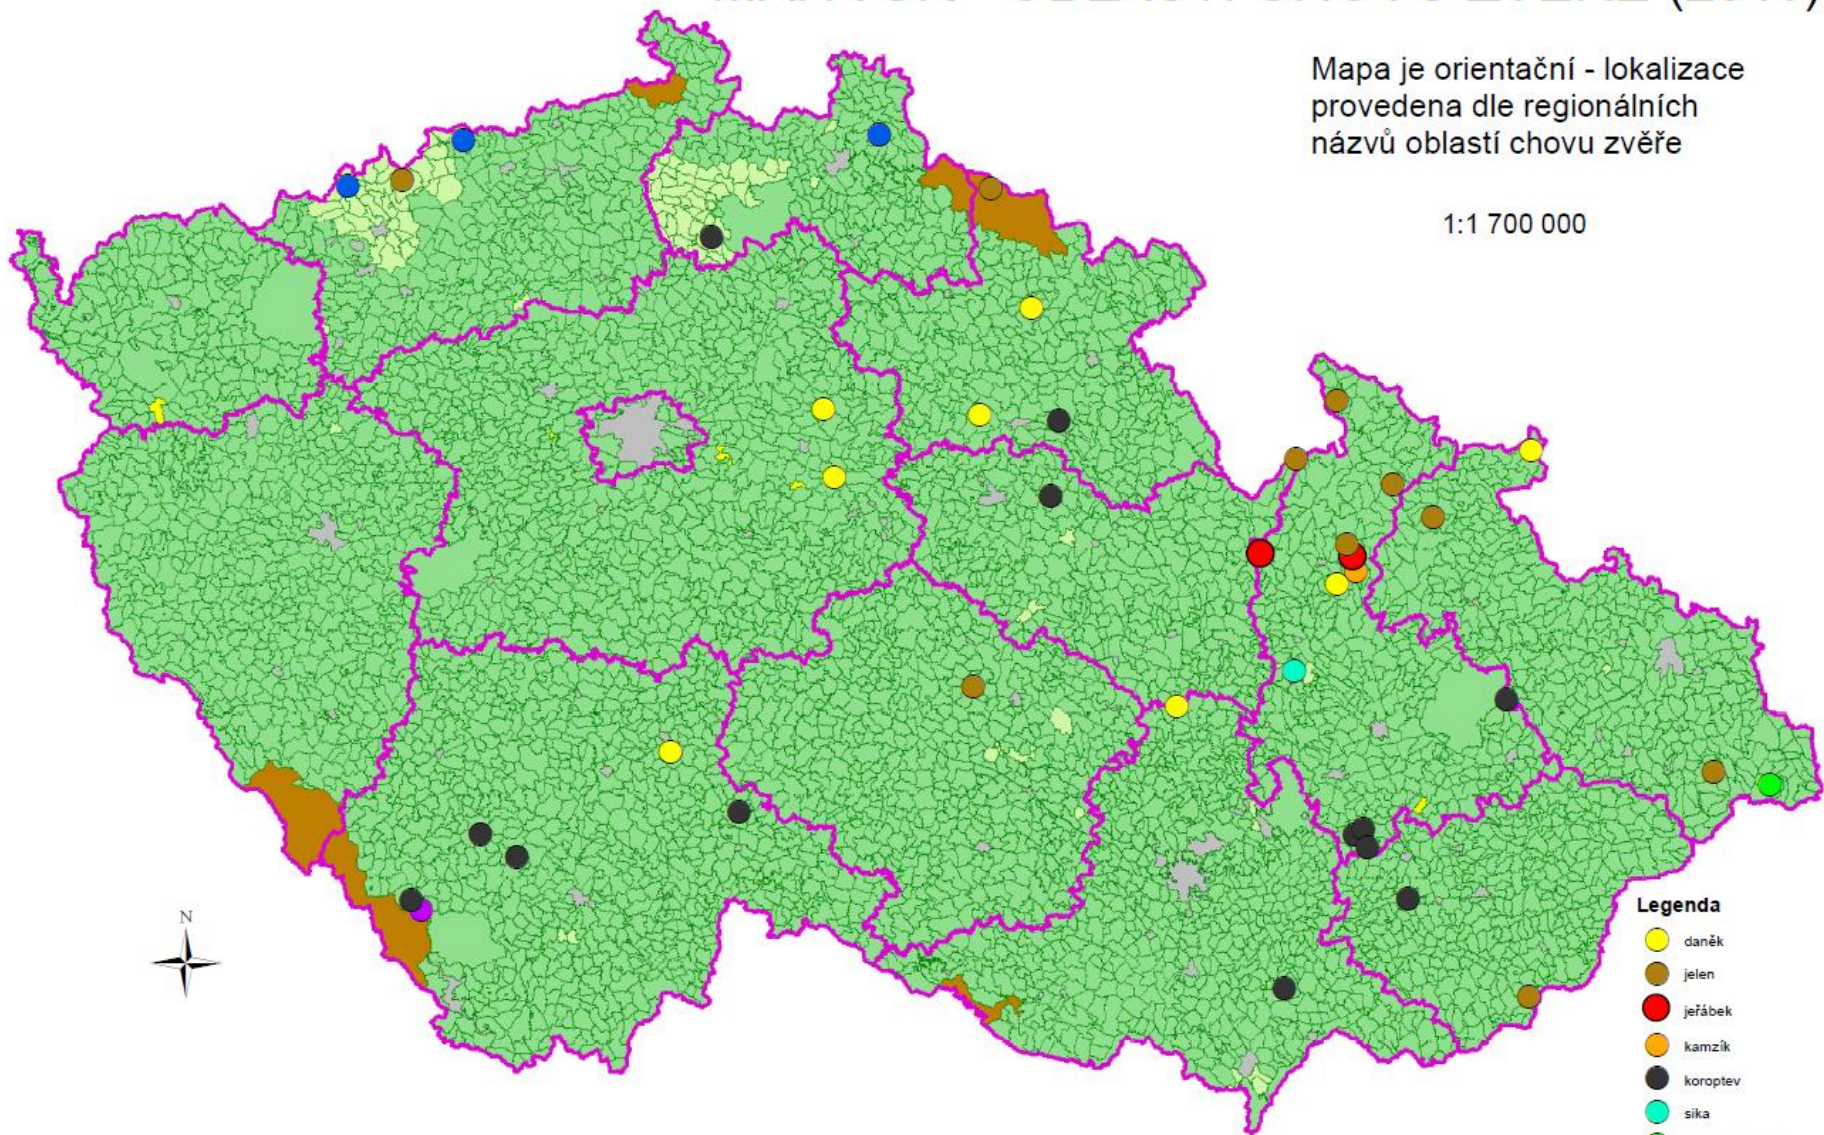 Mapa je orientační - lokalizace
provedena dle regionálních
názvů oblastí chovu zvěře
1:1 700 000
N
Legenda
daněk
jelen
jeřábek
kamzík
koroptev
sika